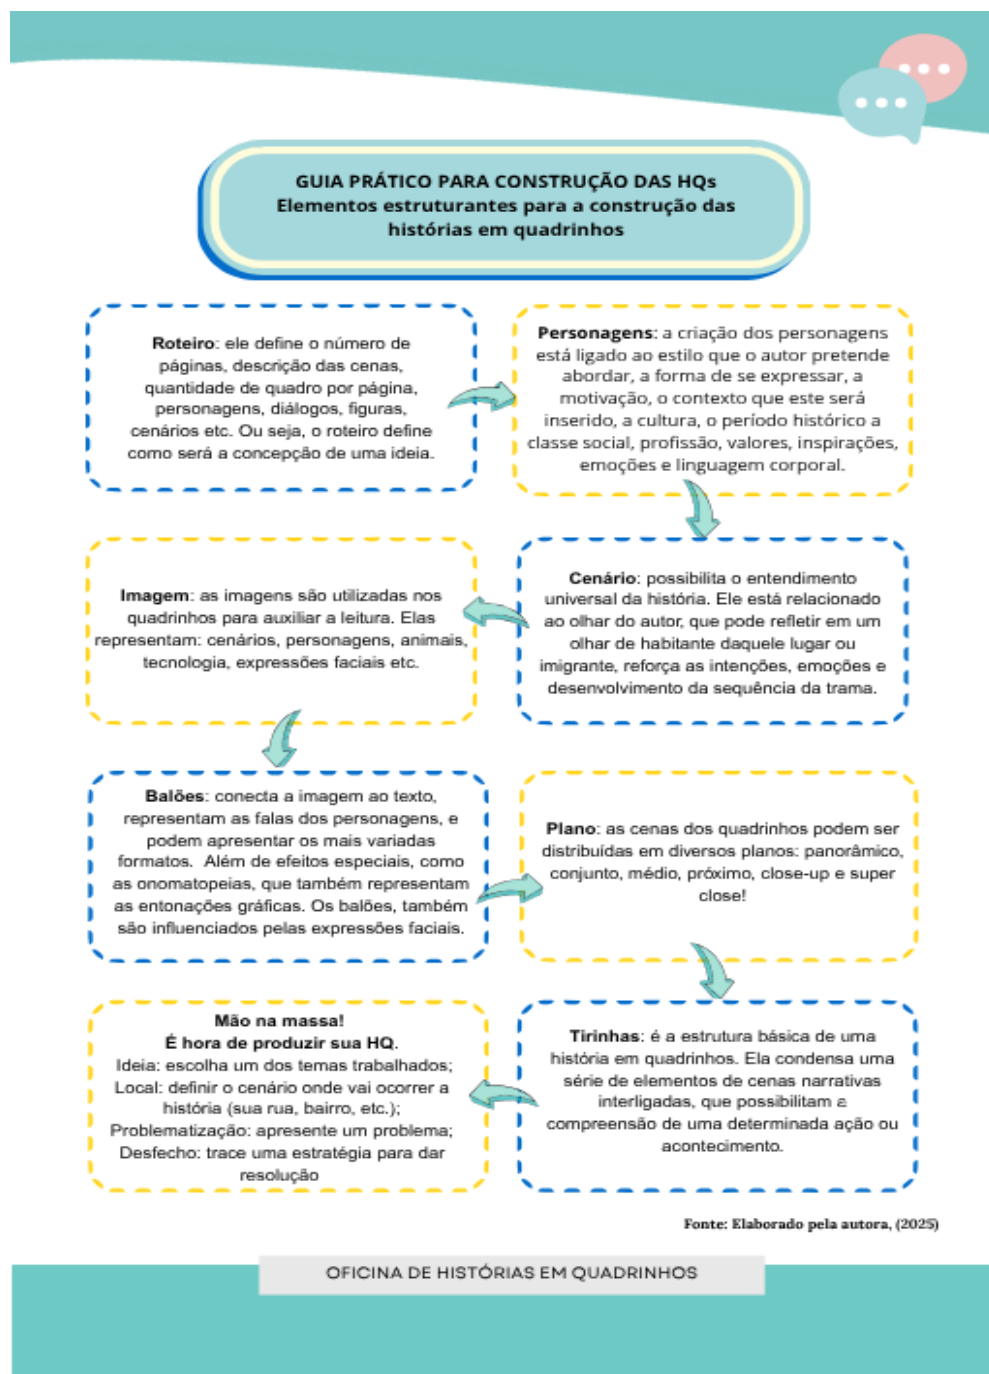 GUIA PRÁTICO PARA CONSTRUÇÃO DAS HQs
Elementos estruturantes para a construção das
histórias em quadrinhos
Roteiro: ele define o número de
páginas, descrição das cenas,
quantidade de quadro por página,
personagens, diálogos, figuras,
cenários etc. Ou seja, o roteiro define
como será a concepção de uma ideia.
Personagens: a criação dos personagens
está ligado ao estilo que o autor pretende
abordar, a forma de se expressar, a
motivação, o contexto que este será
inserido, a cultura, o período histórico a
classe social, profissão, valores, inspirações,
emoções e linguagem corporal.
Cenário: possibilita o entendimento
universal da história. Ele está relacionado
ao olhar do autor, que pode refletir em um
olhar de habitante daquele lugar ou
imigrante, reforça as intenções, emoções e
desenvolvimento da sequência da trama.
Imagem: as imagens são utilizadas nos
quadrinhos para auxiliar a leitura. Elas
representam: cenários, personagens, animais,
tecnologia, expressões faciais etc.
Balões: conecta a imagem ao texto,
representam as falas dos personagens, e
podem apresentar os mais variadas
formatos. Além de efeitos especiais, como
as onomatopeias, que também representam
as entonações gráficas. Os balões, também
são influenciados pelas expressões faciais.
Plano: as cenas dos quadrinhos podem ser
distribuídas em diversos planos: panorâmico,
conjunto, médio, próximo, close-up e super
close!
Tirinhas: é a estrutura básica de uma
história em quadrinhos. Ela condensa uma
série de elementos de cenas narrativas
interligadas, que possibilitam a
compreensão de uma determinada ação ou
acontecimento.
Mão na massa!
É hora de produzir sua HQ.
Ideia: escolha um dos temas trabalhados;
Local: definir o cenário onde vai ocorrer a
história (sua rua, bairro, etc.);
Problematização: apresente um problema;
Desfecho: trace uma estratégia para dar
resolução
Fonte: Elaborado pela autora, (2025)
OFICINA DE HISTÓRIAS EM QUADRINHOS